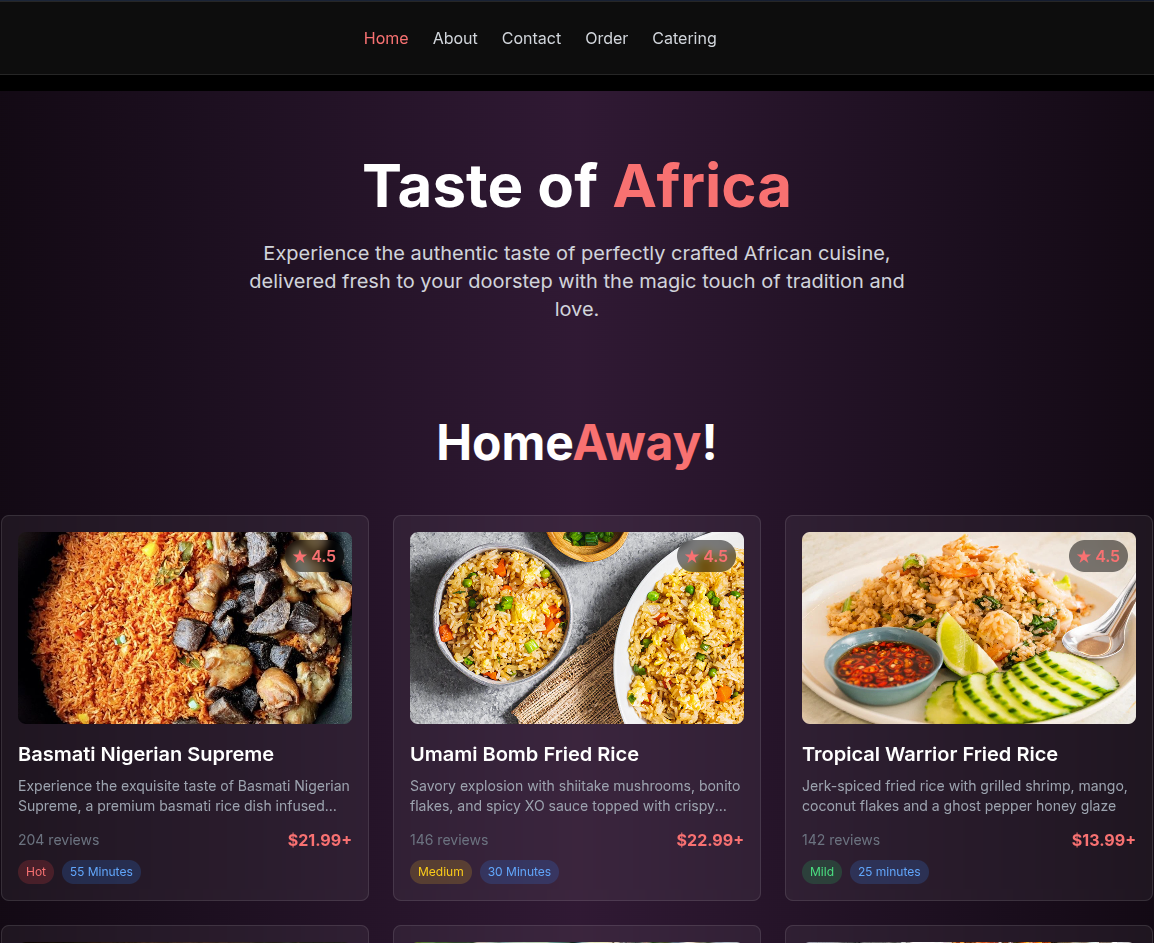 Home About Contact Order Catering
Taste of Africa
Experience the authentic taste of perfectly crafted African cuisine,
delivered fresh to your doorstep with the magic touch of tradition and
love.
HomeAway!
★ 4.5
Basmati Nigerian Supreme
Experience the exquisite taste of Basmati Nigerian
Supreme, a premium basmati rice dish infused...
204 reviews $21.99+
Hot 55 Minutes
★ 4.5
Umami Bomb Fried Rice
Savory explosion with shiitake mushrooms, bonito
flakes, and spicy XO sauce topped with crispy...
146 reviews $22.99+
Medium 30 Minutes
★ 4.5
Tropical Warrior Fried Rice
Jerk-spiced fried rice with grilled shrimp, mango,
coconut flakes and a ghost pepper honey glaze
142 reviews $13.99+
Mild 25 minutes